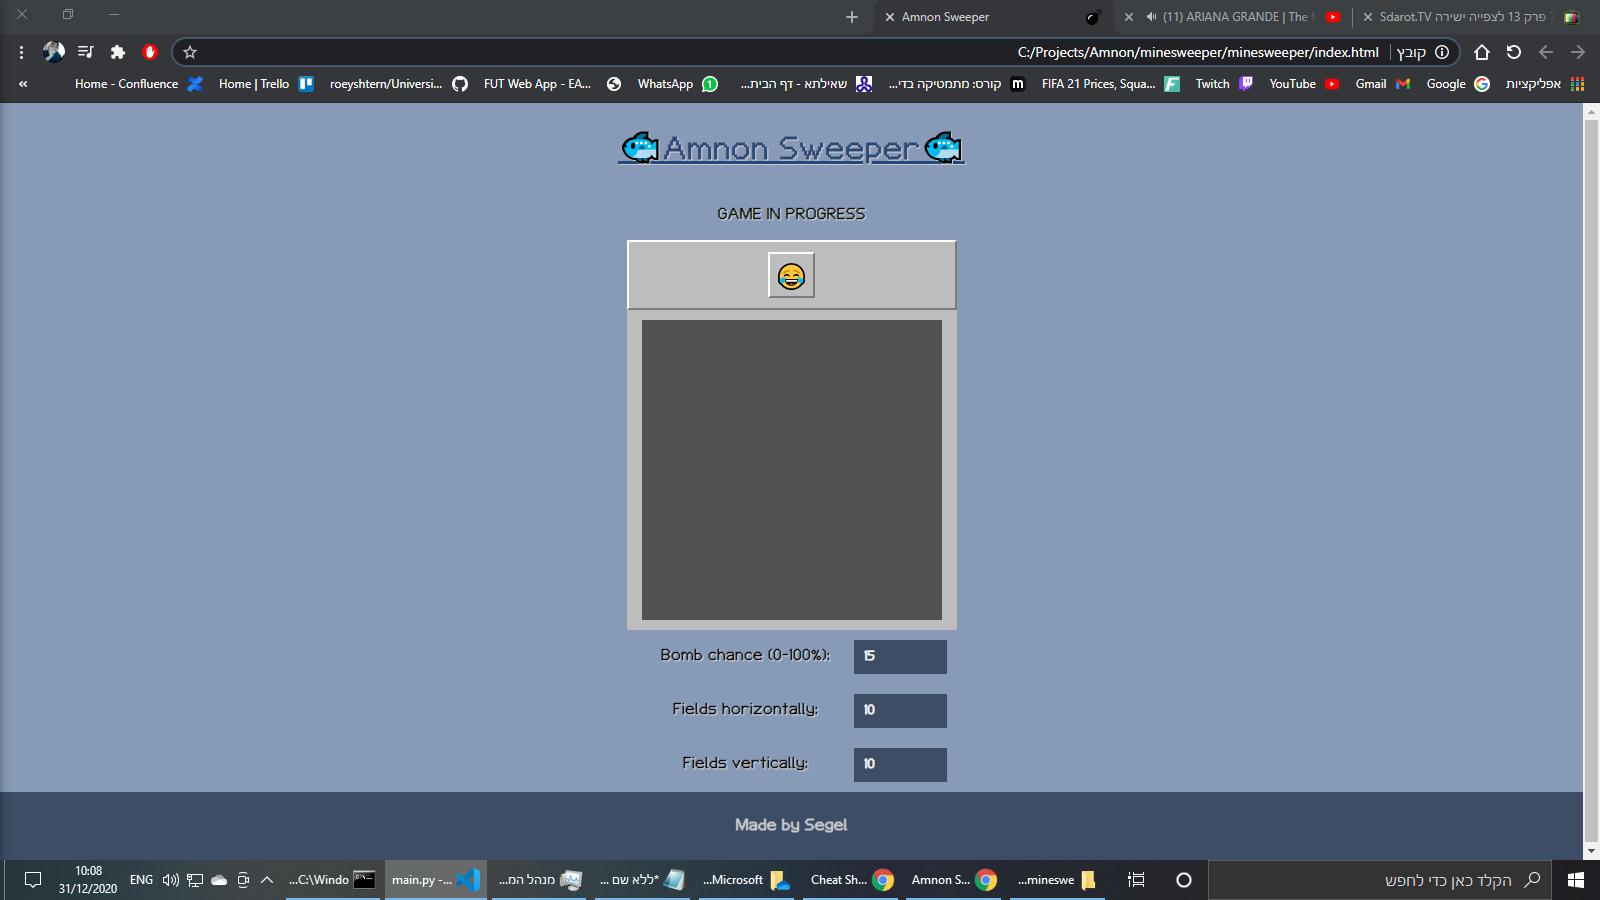 Amnon Sweeper
(11) ARIANA GRANDE | The
Sdarot.TV פרק 13 לצפייה ישירה
C:/Projects/Amnon/minesweeper/minesweeper/index.html
קובץ
Home - Confluence
Home | Trello
roeyshtern/Universi...
FUT Web App - EA...
WhatsApp
שאילתא - דף הבית...
קורס: מתמטיקה בדי...
FIFA 21 Prices, Squa...
Twitch
YouTube
Gmail
Google
אפליקציות
Amnon Sweeper
GAME IN PROGRESS
Bomb chance (0-100%): 15
Fields horizontally: 10
Fields vertically: 10
Made by Segel
10:08
31/12/2020
ENG
...C:\Windo
main.py -...
מנהל המ...
*ללא שם ...
...Microsoft
Cheat Sh...
Amnon S...
...mineswe
הקלד כאן כדי לחפש